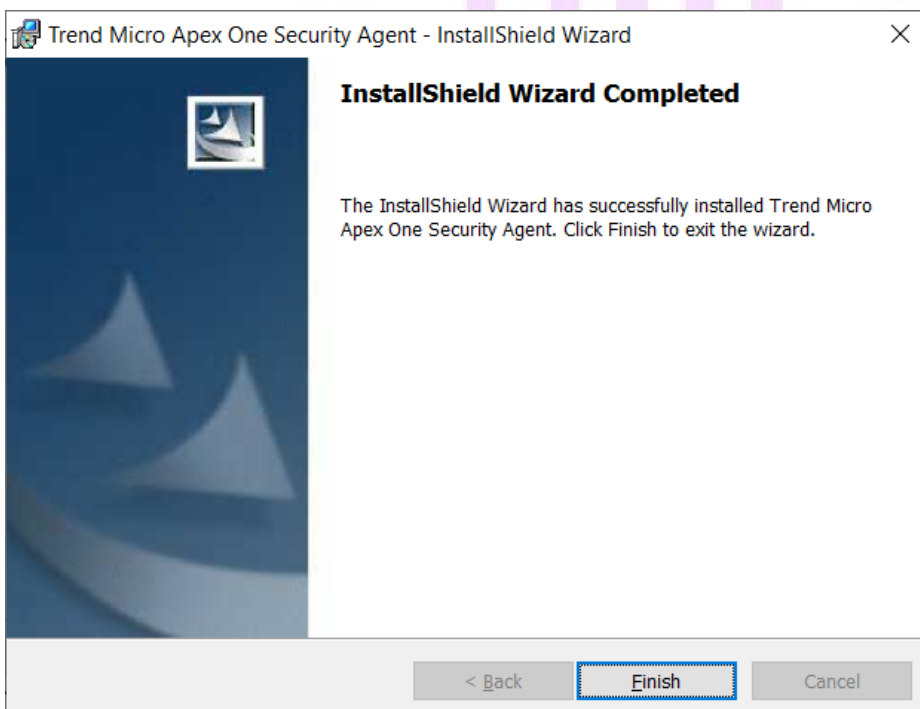 Trend Micro Apex One Security Agent - InstallShield Wizard
InstallShield Wizard Completed
The InstallShield Wizard has successfully installed Trend Micro
Apex One Security Agent. Click Finish to exit the wizard.
< Back Finish Cancel